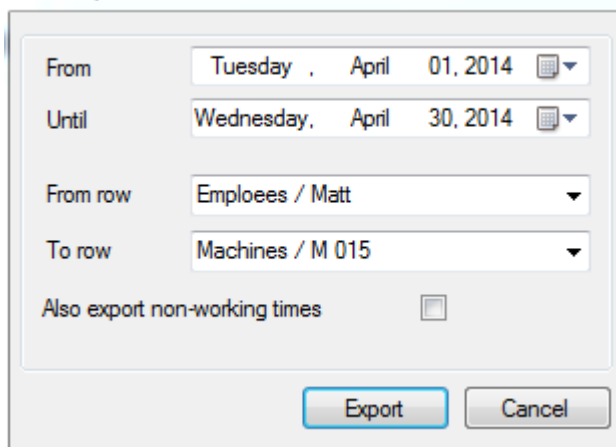 From Tuesday , April 01, 2014
Until Wednesday, April 30, 2014
From row Emploees / Matt
To row Machines / M 015
Also export non-working times
Export Cancel